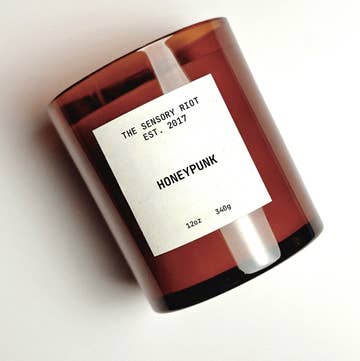 THE SENSORY RIOT
EST. 2017
HONEYPUNK
12oz 340g